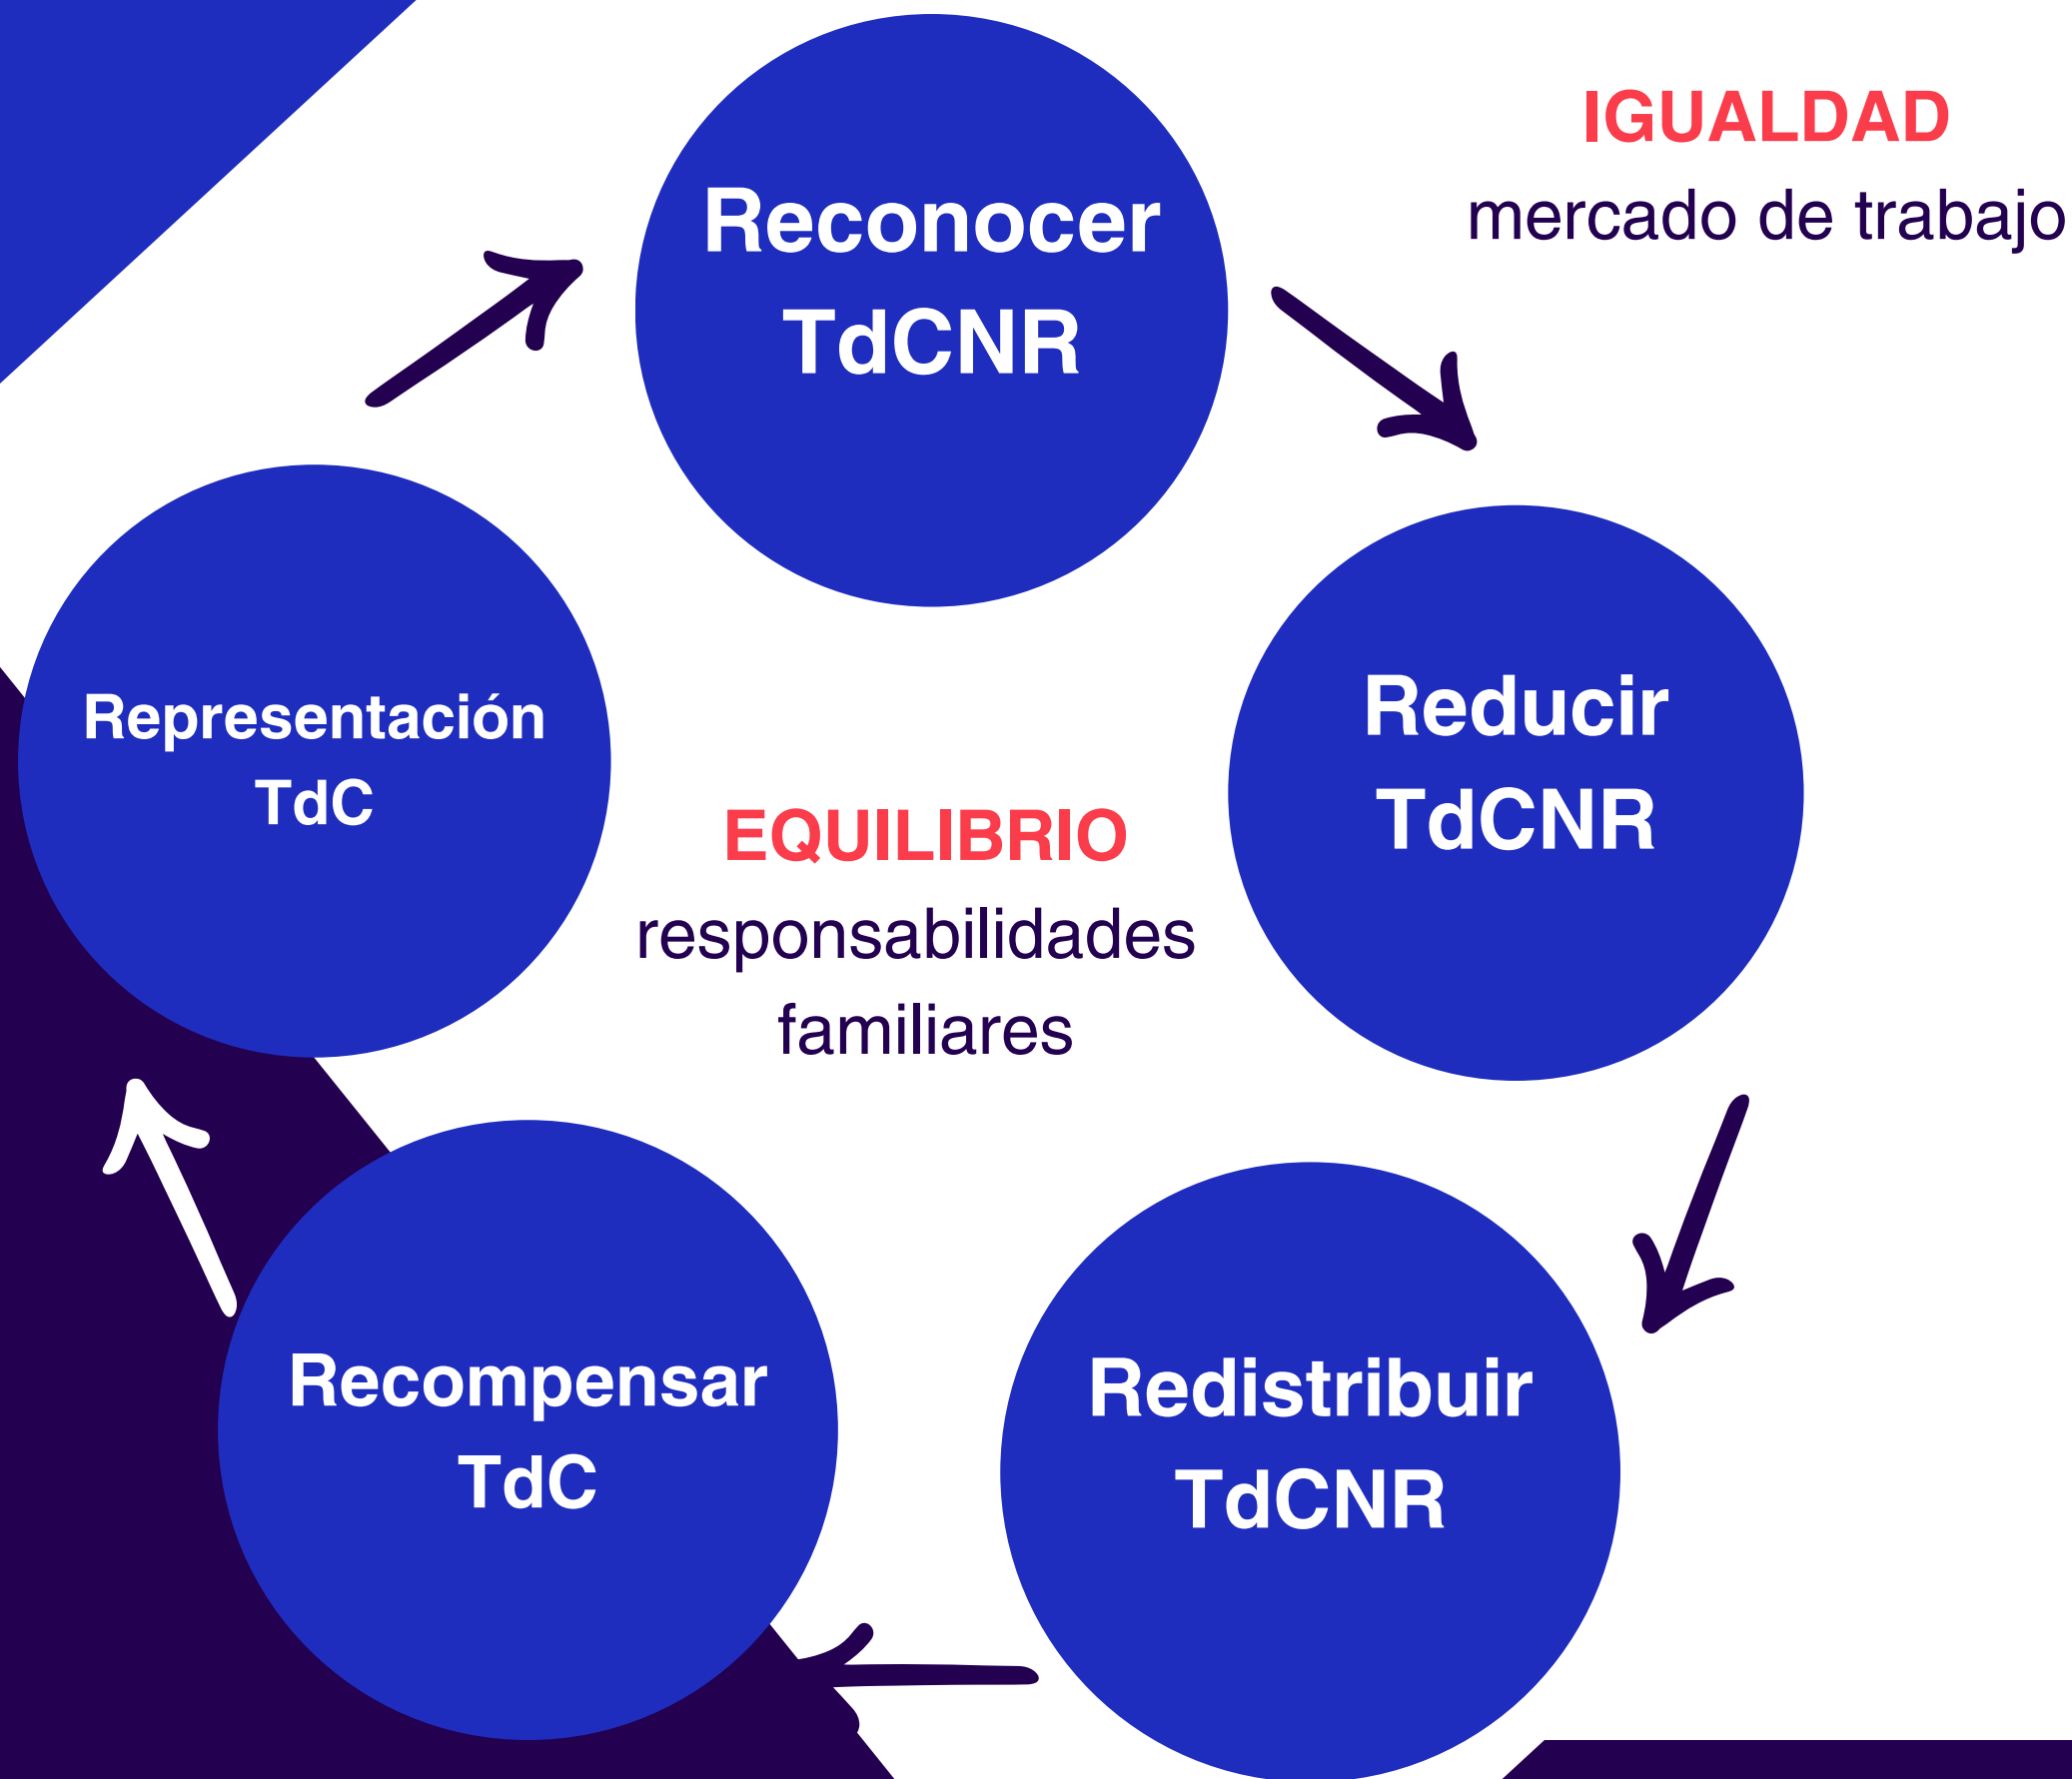 IGUALDAD
mercado de trabajo
Reconocer
TdCNR
Reducir
TdCNR
Redistribuir
TdCNR
Recompensar
TdC
Representación
TdC
EQUILIBRIO
responsabilidades
familiares